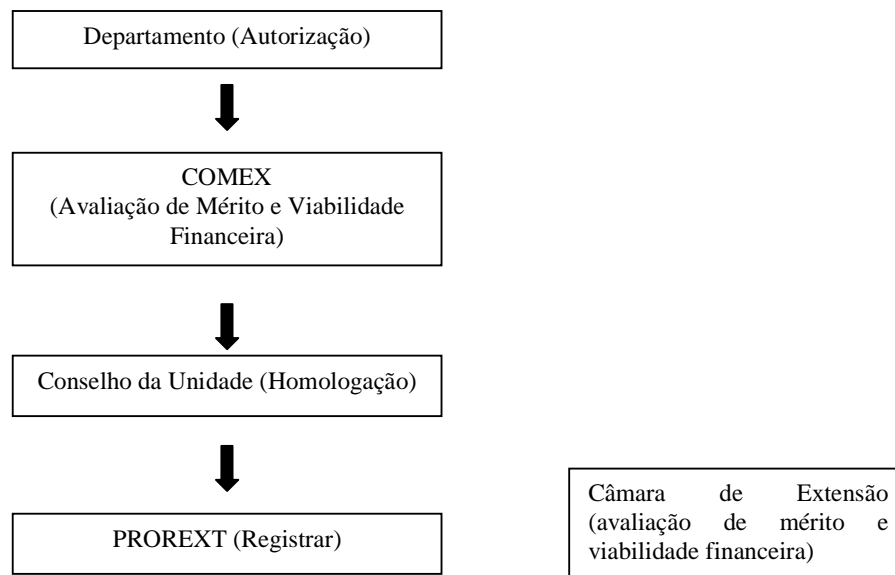 Departamento (Autorização)
COMEX
(Avaliação de Mérito e Viabilidade
Financeira)
Conselho da Unidade (Homologação)
PROREXT (Registrar)
Câmara de Extensão
(avaliação de mérito e
viabilidade financeira)